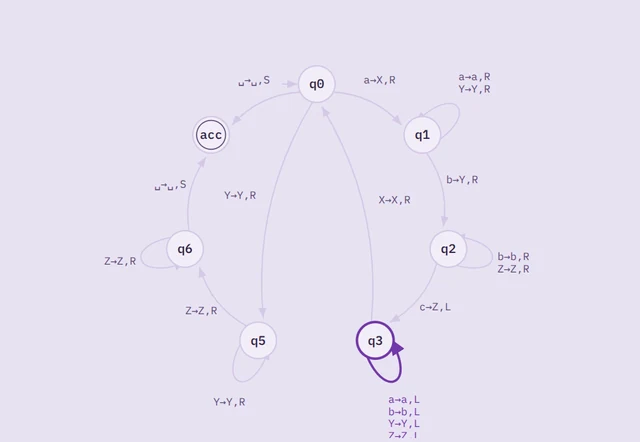 ␣→␣,S
q0
a→X,R
a→a,R
Y→Y,R
acc
q1
b→Y,R
␣→␣,S
Y→Y,R
X→X,R
q6
q2
Z→Z,R
b→b,R
Z→Z,R
Z→Z,R
c→Z,L
q5
q3
Y→Y,R
a→a,L
b→b,L
Y→Y,L
Z→Z,L